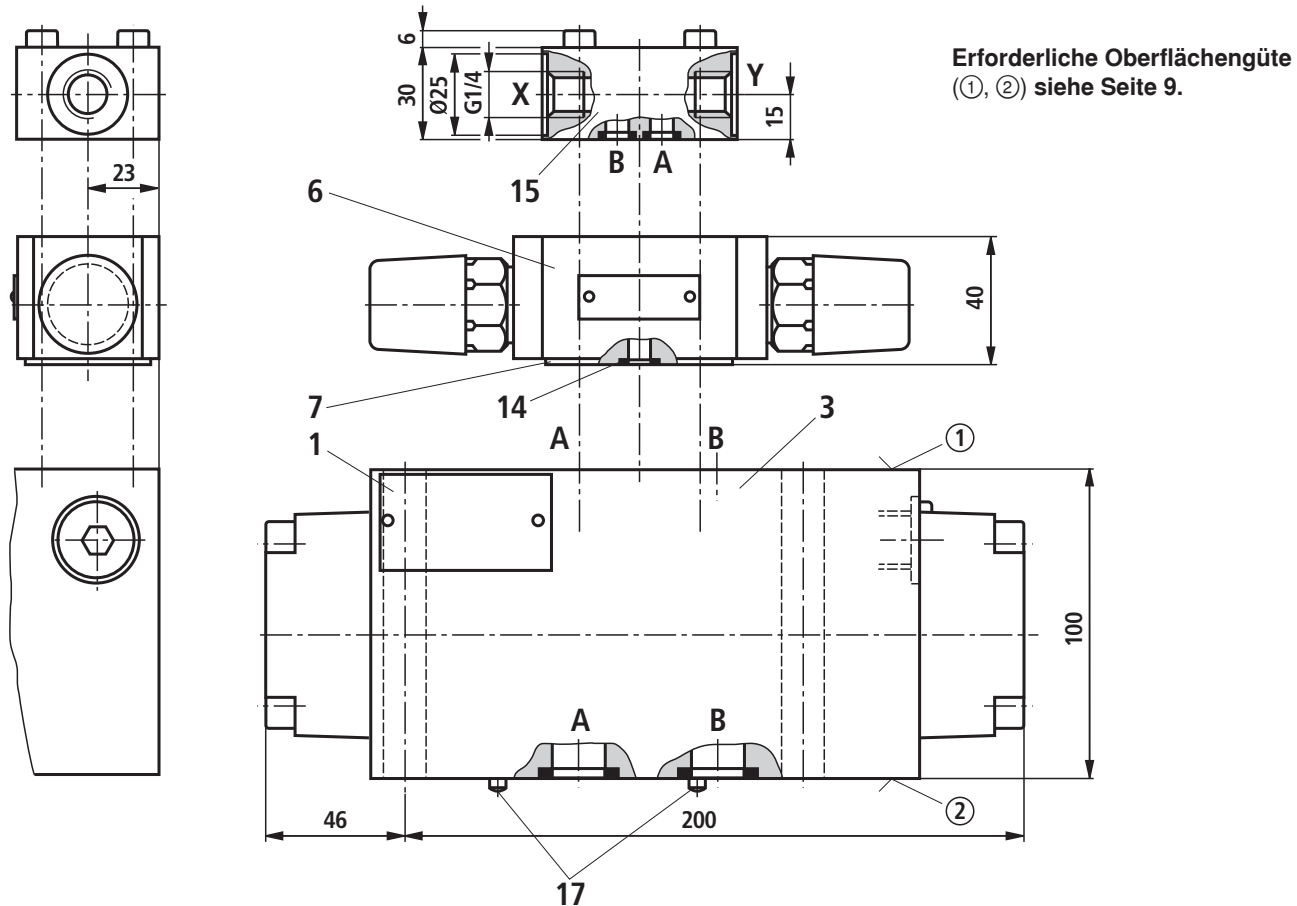 6
30
Ø25
G1/4
X
Y
15
B A
Erforderliche Oberflächengüte
(①, ②) siehe Seite 9.
23
15
6
40
7
14
3
1
A
B
①
100
A
B
②
46
200
17